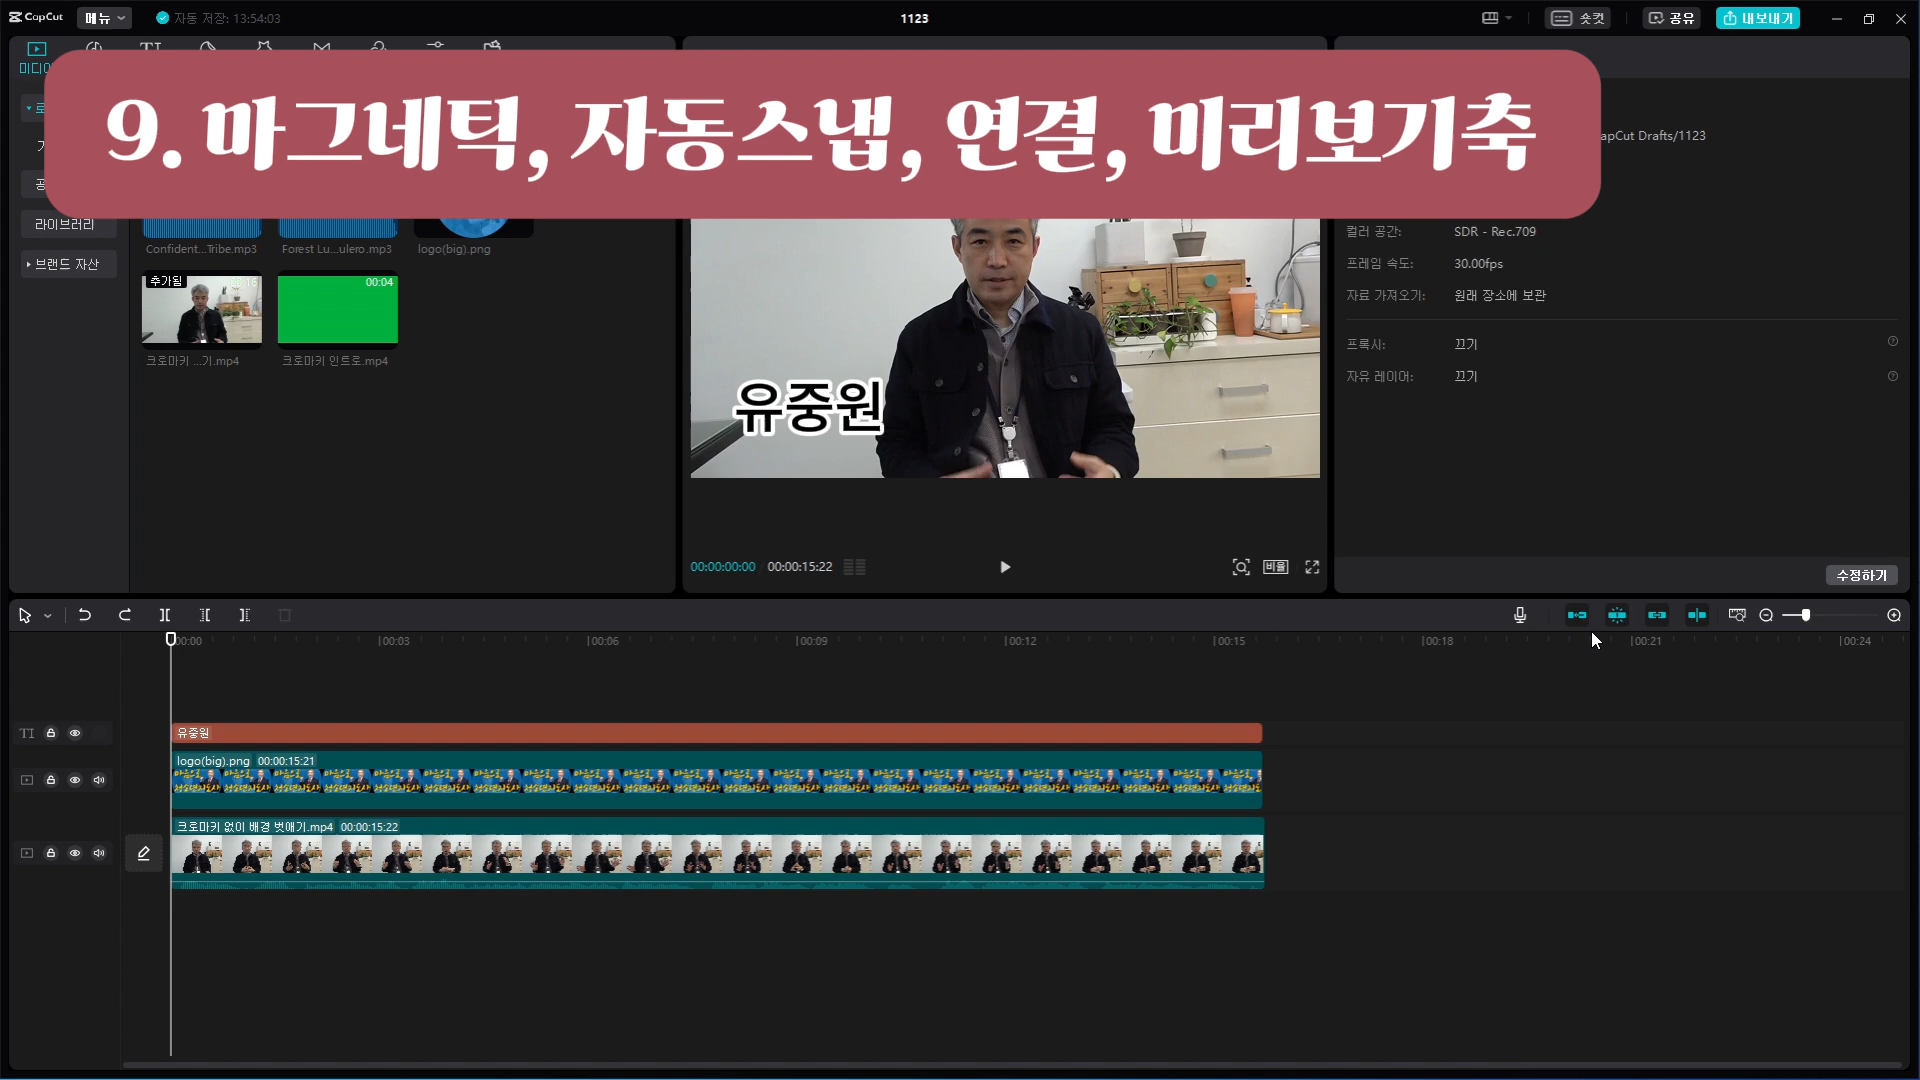 CapCut 메뉴 자동 저장: 13:54:03 1123 숏컷 공유 내보내기
9. 마그네틱, 자동스냅, 연결, 미리보기축
apCut Drafts/1123
라이브러리
브랜드 자산
Confident...Tribe.mp3 Forest Lu...ulero.mp3 logo(big).png
추가됨 00:04
크로마키 ...기.mp4 크로마키 인트로.mp4
유중원
컬러 공간: SDR - Rec.709
프레임 속도: 30.00fps
자료 가져오기: 원래 장소에 보관
프록시: 끄기
자유 레이어: 끄기
00:00:00:00 00:00:15:22 비율
수정하기
00:00 00:03 00:06 00:09 00:12 00:15 00:18 00:21 00:24
TI 유중원
logo(big).png 00:00:15:21
크로마키 없이 배경 벗얘기.mp4 00:00:15:22